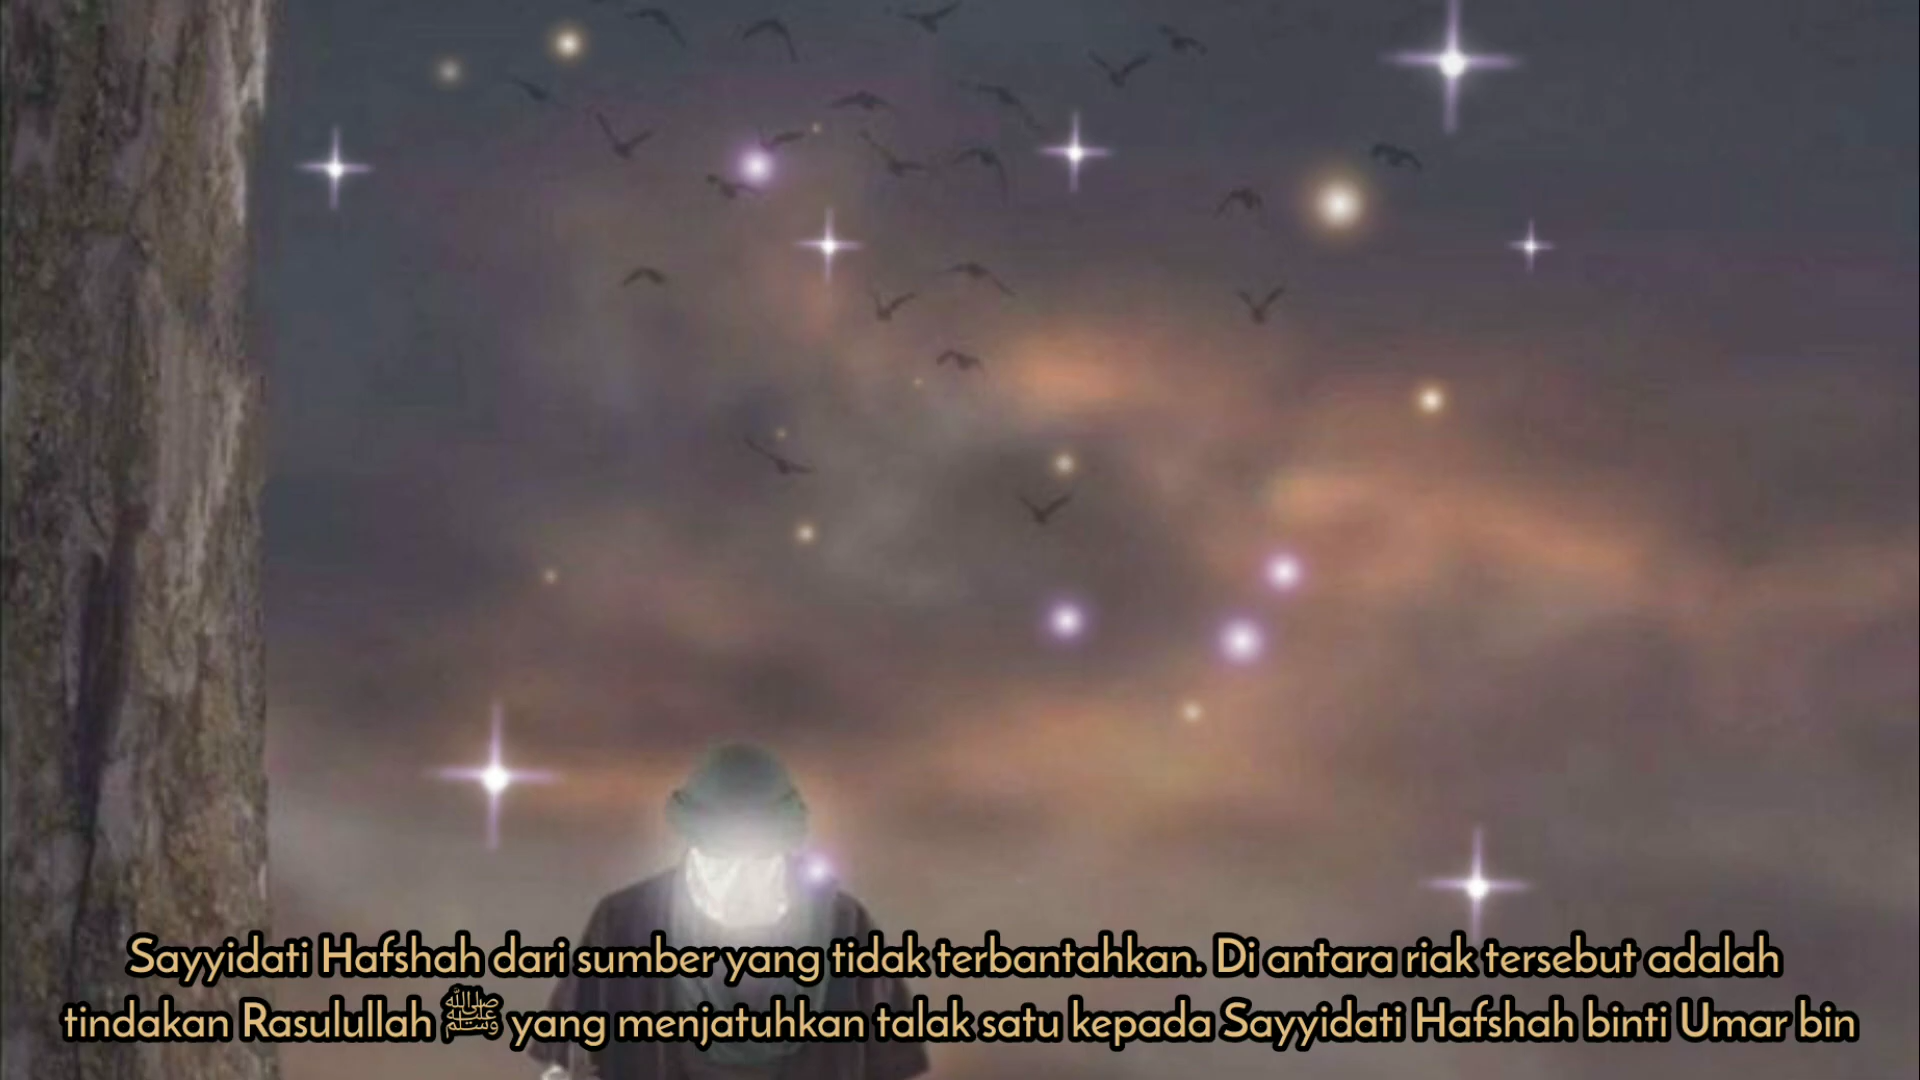 Sayyidati Hafshah dari sumber yang tidak terbantahkan. Di antara riak tersebut adalah
tindakan Rasulullah ﷺ yang menjatuhkan talak satu kepada Sayyidati Hafshah binti Umar bin